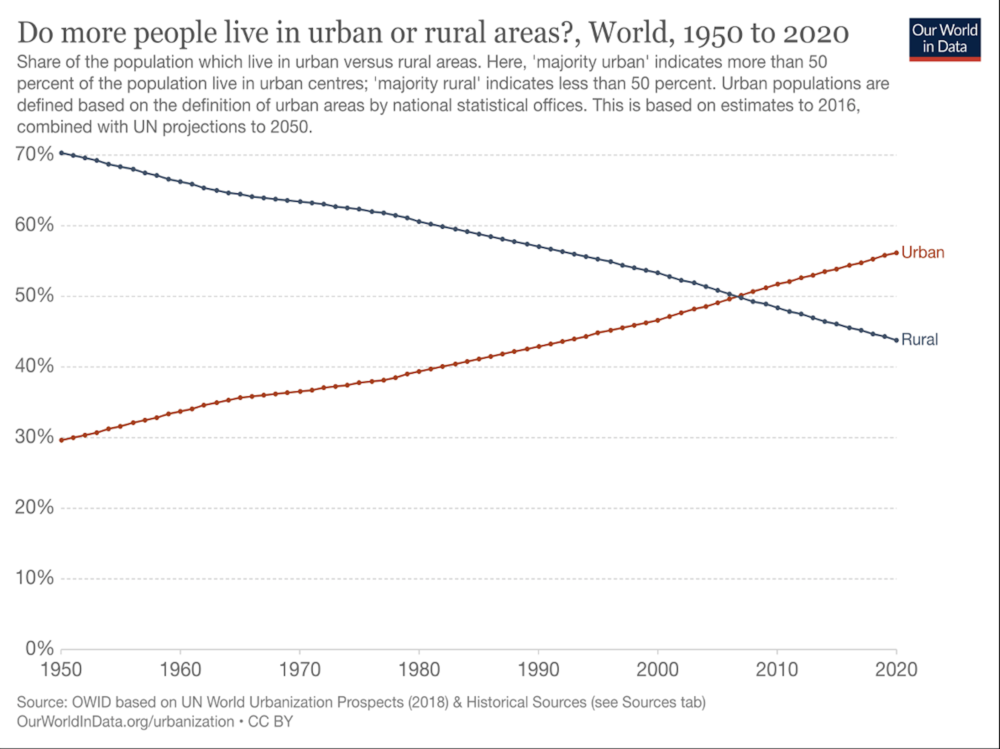 Do more people live in urban or rural areas?, World, 1950 to 2020
Our World
in Data
Share of the population which live in urban versus rural areas. Here, 'majority urban' indicates more than 50
percent of the population live in urban centres; 'majority rural' indicates less than 50 percent. Urban populations are
defined based on the definition of urban areas by national statistical offices. This is based on estimates to 2016,
combined with UN projections to 2050.
70%
60%
50%
40%
30%
20%
10%
0%
Urban
Rural
1950 1960 1970 1980 1990 2000 2010 2020
Source: OWID based on UN World Urbanization Prospects (2018) & Historical Sources (see Sources tab)
OurWorldInData.org/urbanization • CC BY